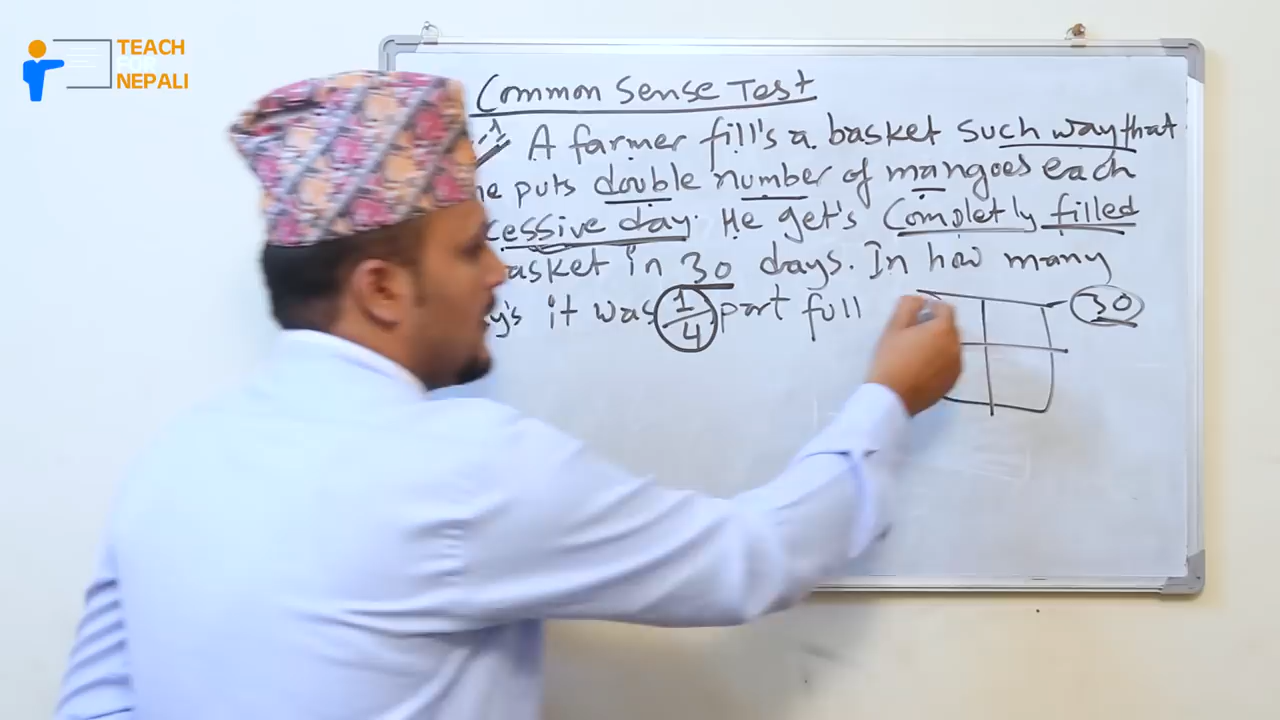 TEACH
FOR
NEPALI
Common Sense Test
1 A farmer fill's a basket such way that
he puts double number of mangoes each
cessive day. He get's Completly filled
asket in 30 days. In how many
y's it was 1/4 part full
30